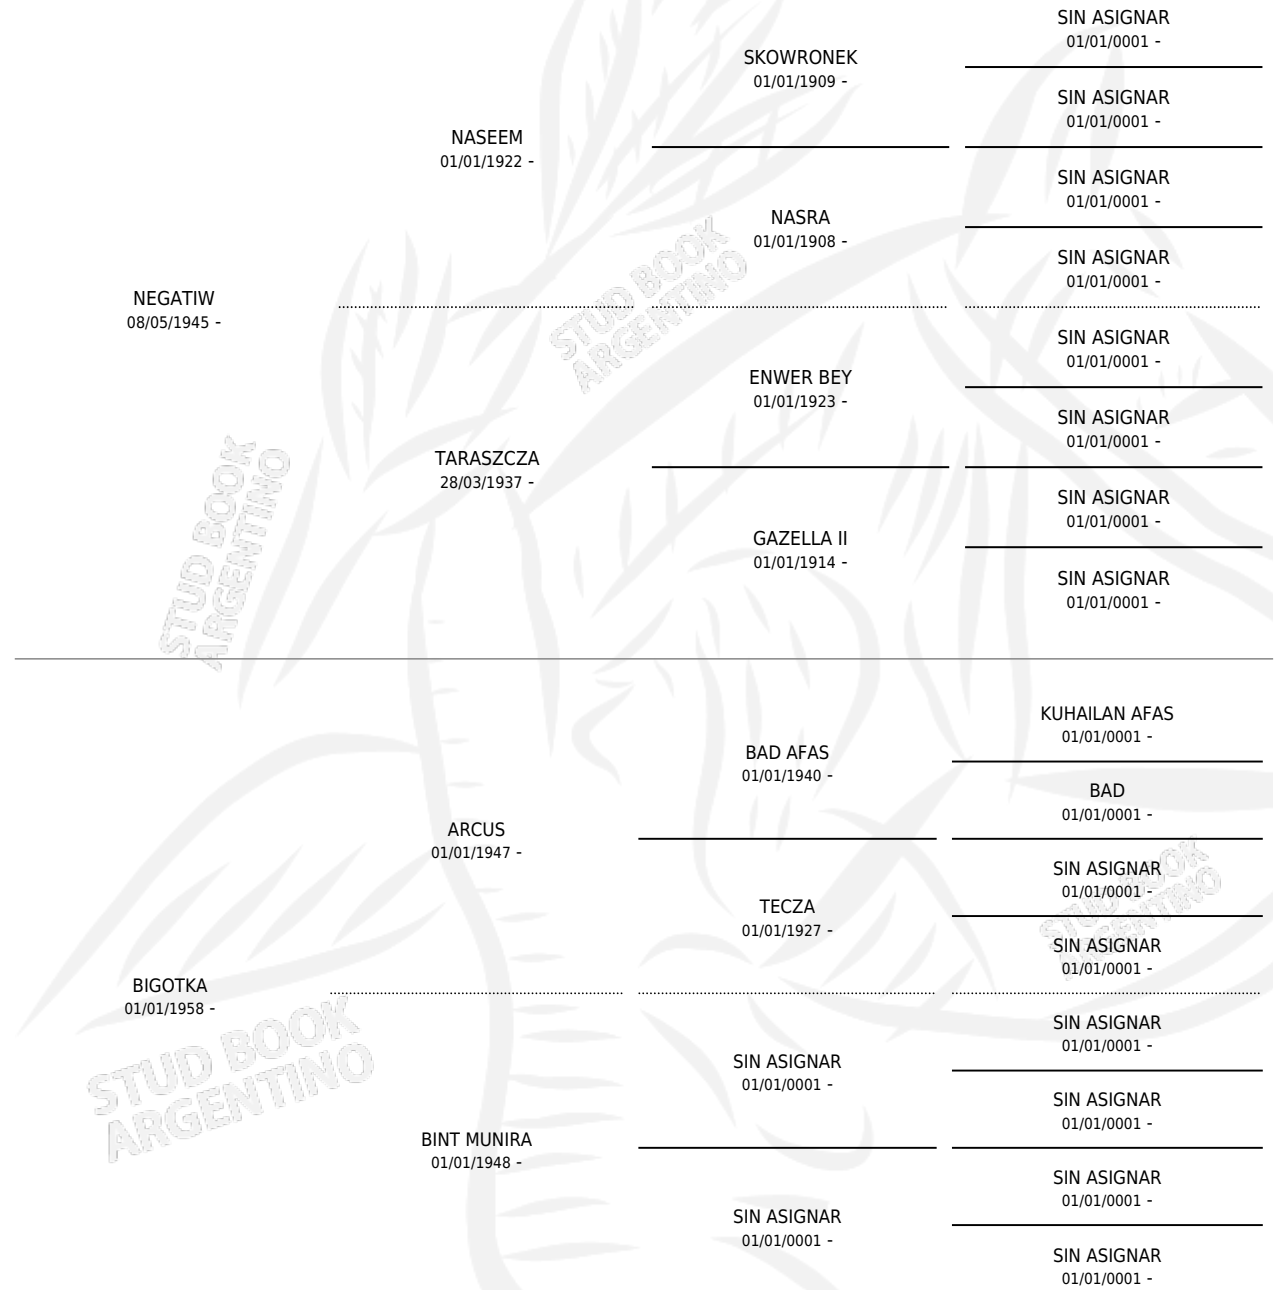 SIN ASIGNAR
01/01/0001 -
SKOWRONEK
01/01/1909 -
SIN ASIGNAR
01/01/0001 -
NASEEM
01/01/1922 -
SIN ASIGNAR
01/01/0001 -
NASRA
01/01/1908 -
SIN ASIGNAR
01/01/0001 -
STUD BOOK
ARGENTINO
NEGATIW
08/05/1945 -
SIN ASIGNAR
01/01/0001 -
ENWER BEY
01/01/1923 -
SIN ASIGNAR
01/01/0001 -
TARASZCZA
28/03/1937 -
SIN ASIGNAR
01/01/0001 -
GAZELLA II
01/01/1914 -
SIN ASIGNAR
01/01/0001 -
STUD BOOK
ARGENTINO
KUHAILAN AFAS
01/01/0001 -
BAD AFAS
01/01/1940 -
BAD
01/01/0001 -
ARCUS
01/01/1947 -
SIN ASIGNAR
01/01/0001 -
TECZA
01/01/1927 -
SIN ASIGNAR
01/01/0001 -
STUD BOOK
ARGENTINO
BIGOTKA
01/01/1958 -
SIN ASIGNAR
01/01/0001 -
SIN ASIGNAR
01/01/0001 -
SIN ASIGNAR
01/01/0001 -
STUD BOOK
ARGENTINO
BINT MUNIRA
01/01/1948 -
SIN ASIGNAR
01/01/0001 -
SIN ASIGNAR
01/01/0001 -
SIN ASIGNAR
01/01/0001 -